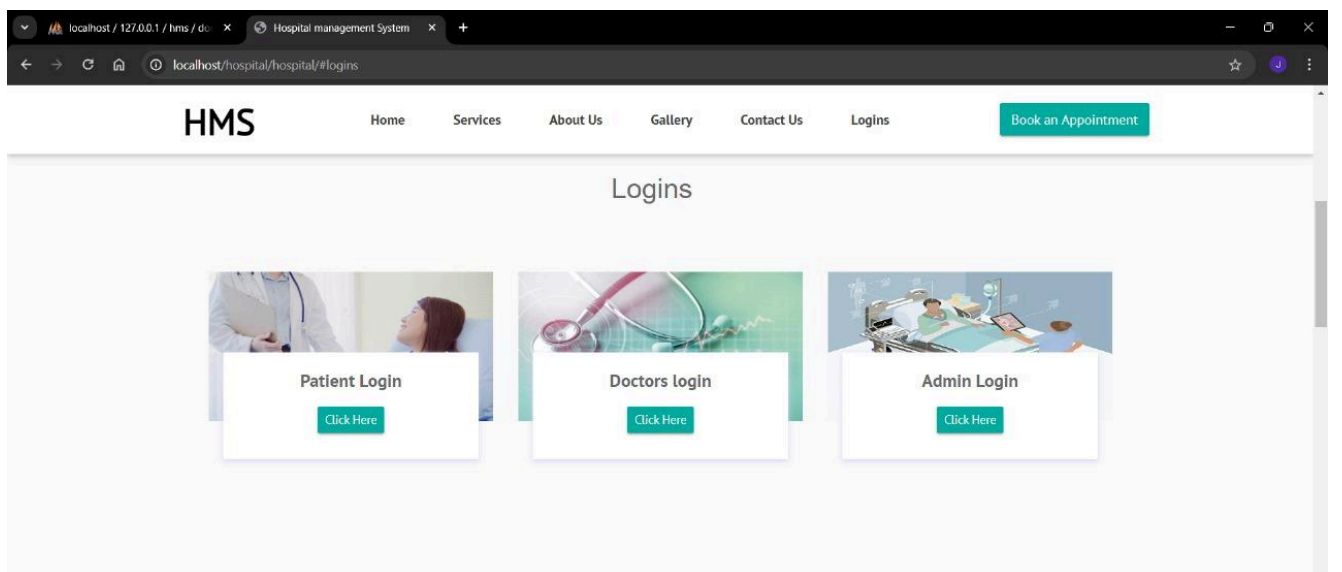 localhost / 127.0.0.1 / hms / do
Hospital management System
localhost/hospital/hospital/#logins
J
HMS
Home Services About Us Gallery Contact Us Logins
Book an Appointment
Logins
Patient Login
Click Here
Doctors login
Click Here
Admin Login
Click Here